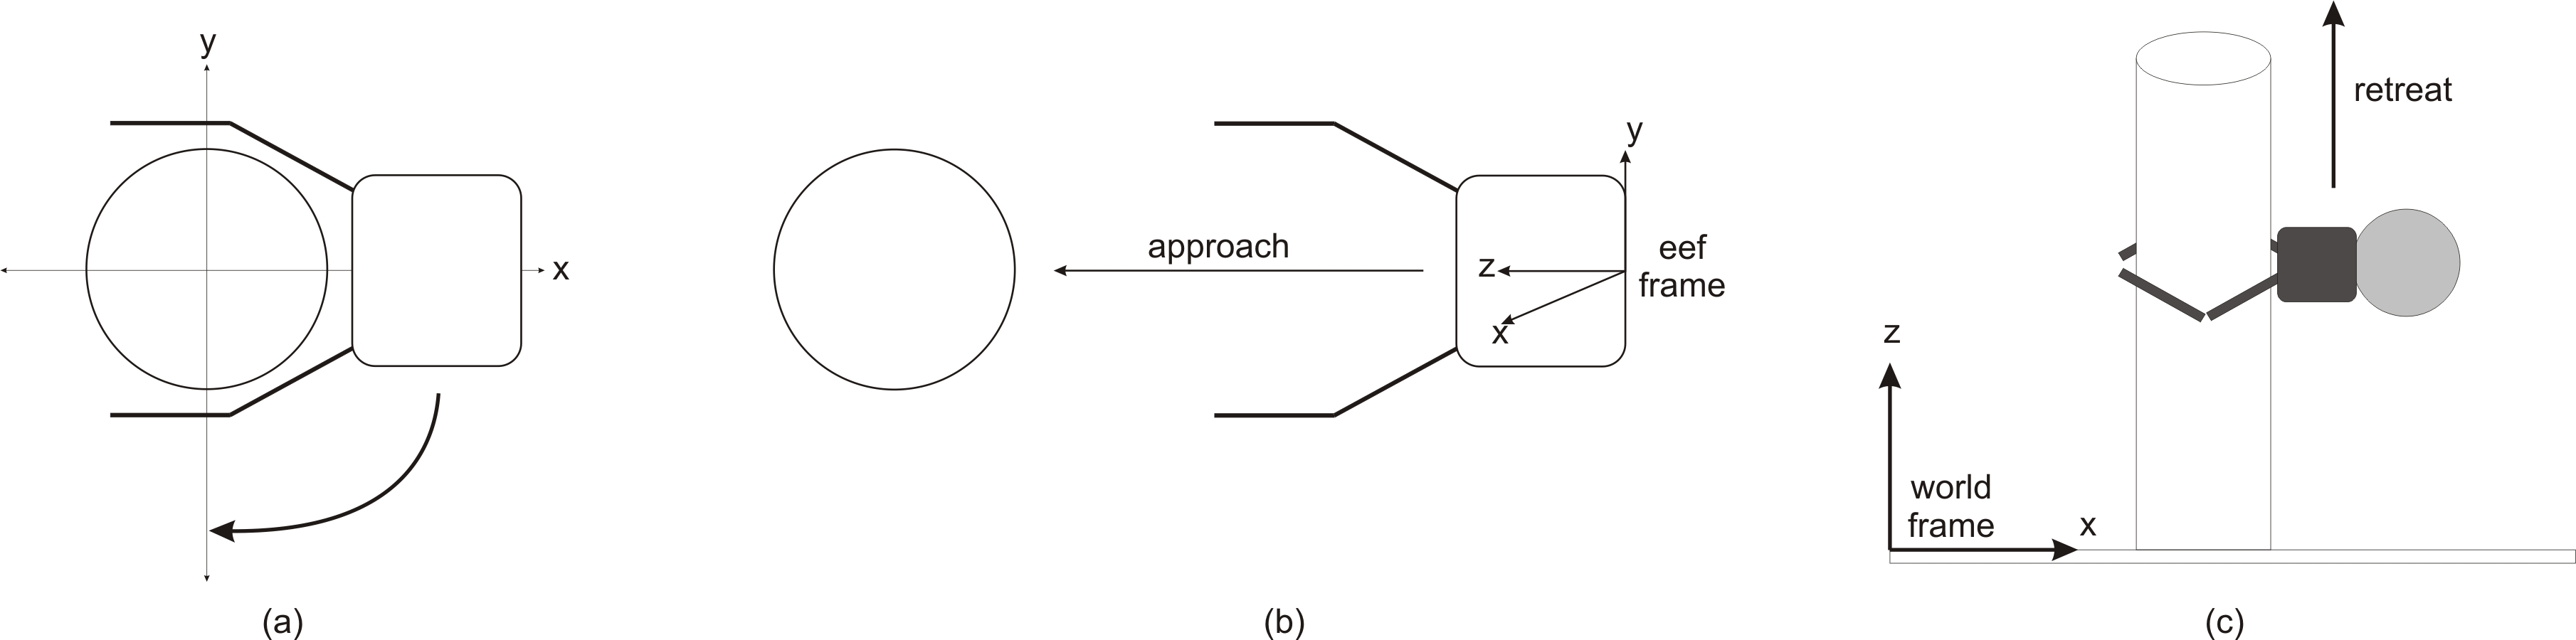 y
x
(a)
approach
y
z
x
eef
frame
(b)
retreat
z
world
frame
x
(c)